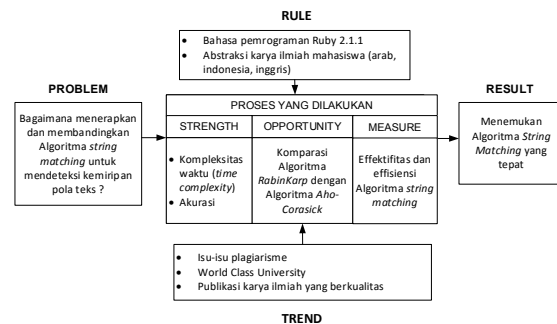 RULE
• Bahasa pemrograman Ruby 2.1.1
• Abstraksi karya ilmiah mahasiswa (arab,
indonesia, inggris)
PROBLEM
Bagaimana menerapkan
dan membandingkan
Algoritma string
matching untuk
mendeteksi kemiripan
pola teks ?
PROSES YANG DILAKUKAN
STRENGTH
• Kompleksitas
waktu (time
complexity)
• Akurasi
OPPORTUNITY
Komparasi
Algoritma
RabinKarp dengan
Algoritma Aho-
Corasick
MEASURE
Effektifitas dan
effisiensi
Algoritma string
matching
RESULT
Menemukan
Algoritma String
Matching yang
tepat
• Isu-isu plagiarisme
• World Class University
• Publikasi karya ilmiah yang berkualitas
TREND